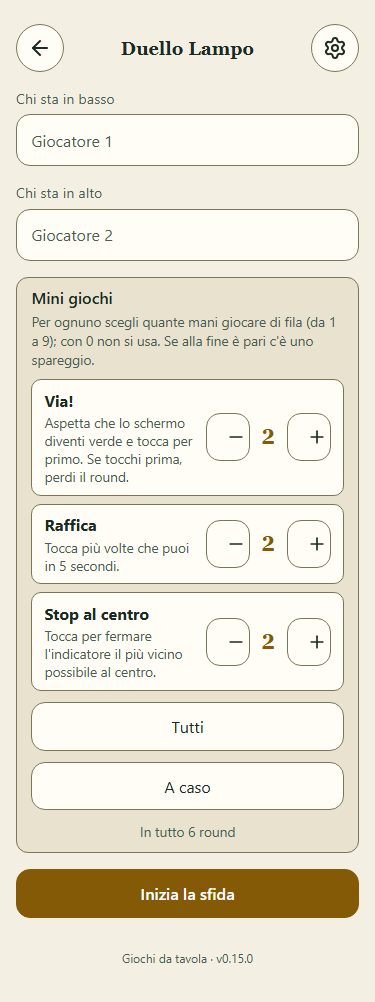 Duello Lampo
Chi sta in basso
Giocatore 1
Chi sta in alto
Giocatore 2
Mini giochi
Per ognuno scegli quante mani giocare di fila (da 1
a 9); con 0 non si usa. Se alla fine è pari c'è uno
spareggio.
Via!
Aspetta che lo schermo
diventi verde e tocca per
primo. Se tocchi prima,
perdi il round.
− 2 +
Raffica
Tocca più volte che puoi
in 5 secondi.
− 2 +
Stop al centro
Tocca per fermare
l'indicatore il più vicino
possibile al centro.
− 2 +
Tutti
A caso
In tutto 6 round
Inizia la sfida
Giochi da tavola · v0.15.0